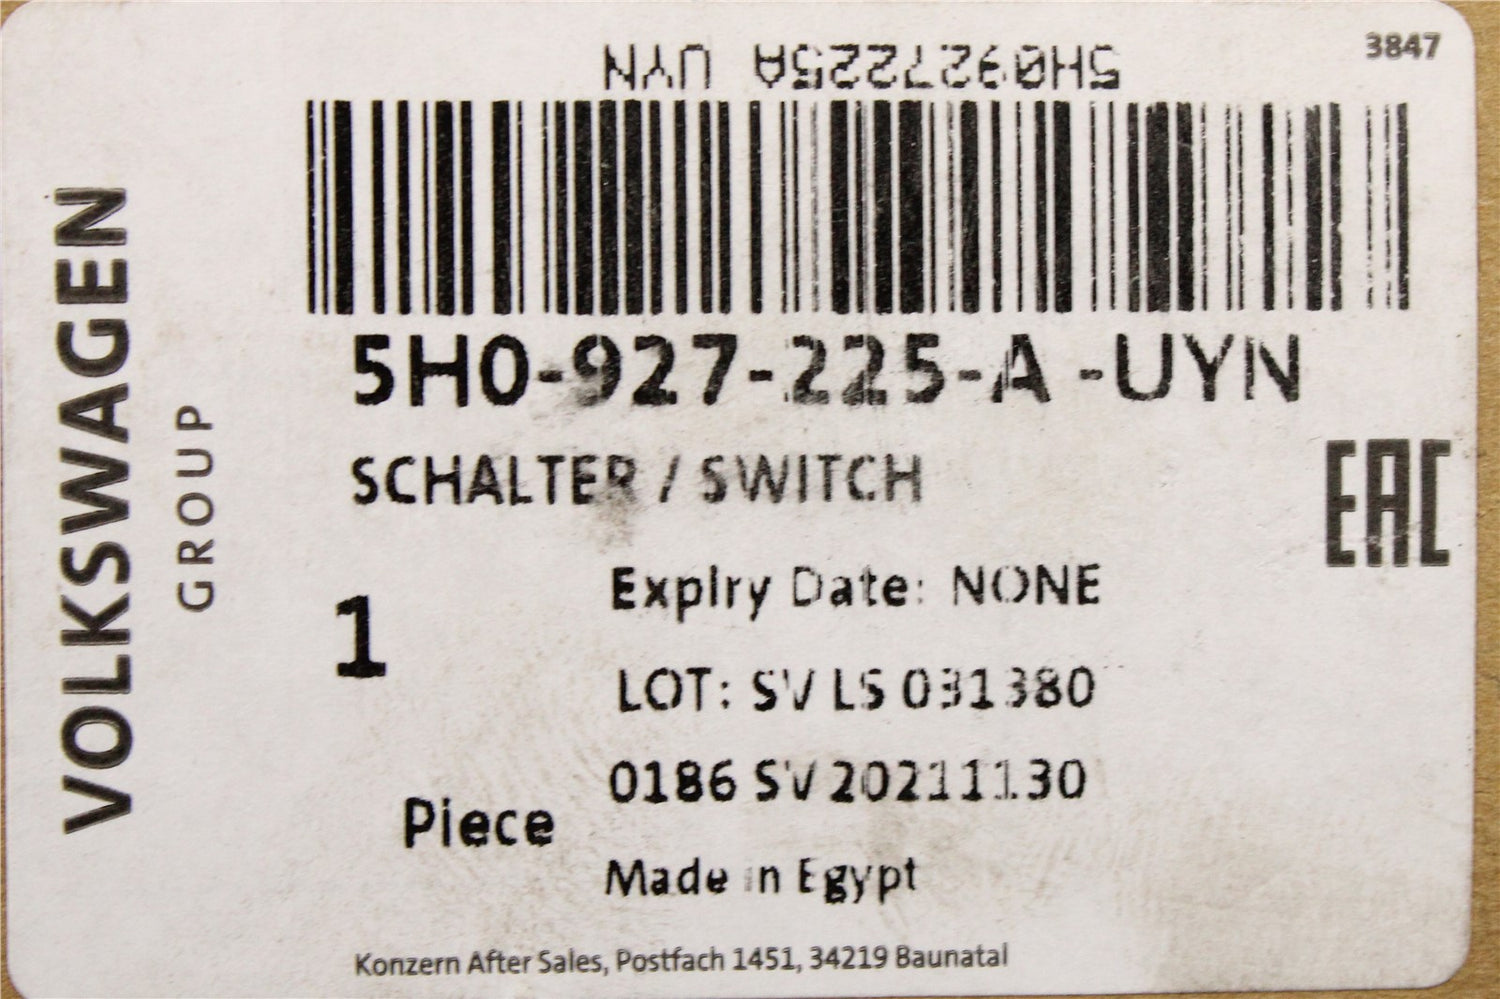 3847
5H0927225A UYN
5H0-927-225-A -UYN
SCHALTER / SWITCH
EAC
Expiry Date: NONE
1
LOT: SV LS 031380
0186 SV 20211130
Piece
Made in Egypt
Konzern After Sales, Postfach 1451, 34219 Baunatal
VOLKSWAGEN
GROUP